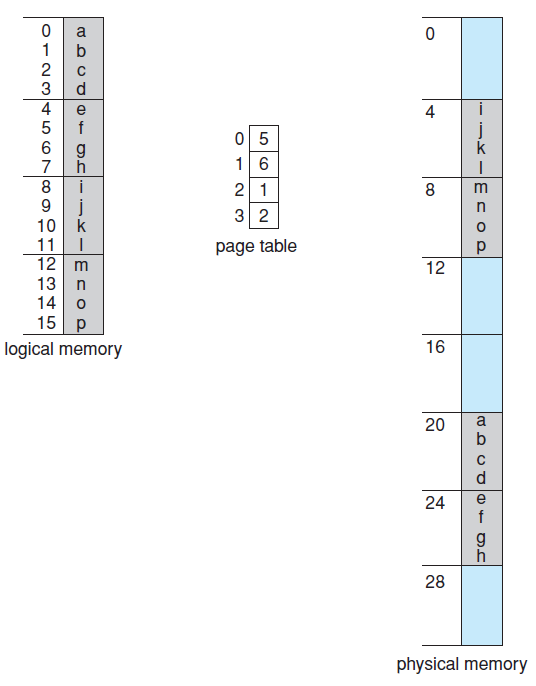 0 a
1 b
2 c
3 d
4 e
5 f
6 g
7 h
8 i
9 j
10 k
11 l
12 m
13 n
14 o
15 p
logical memory
0 5
1 6
2 1
3 2
page table
0
4 i
j
k
l
8 m
n
o
p
12
16
20 a
b
c
d
24 e
f
g
h
28
physical memory